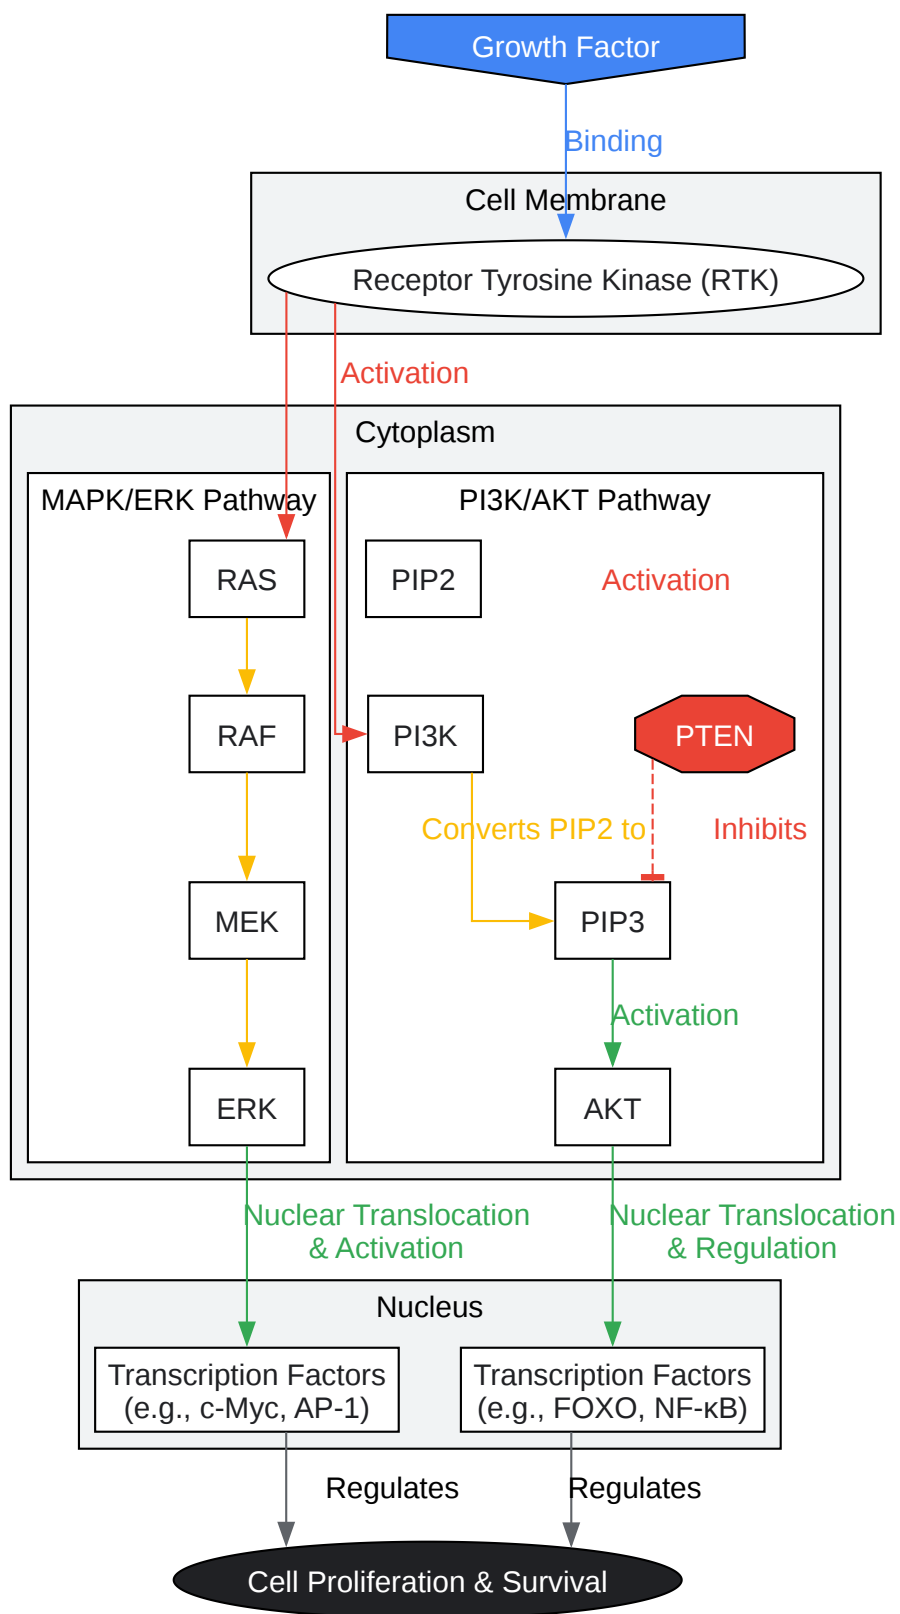 Growth Factor
Binding
Cell Membrane
Receptor Tyrosine Kinase (RTK)
Activation
Cytoplasm
MAPK/ERK Pathway
PI3K/AKT Pathway
RAS
PIP2
Activation
RAF
PI3K
PTEN
Converts PIP2 to
Inhibits
MEK
PIP3
Activation
ERK
AKT
Nuclear Translocation
& Activation
Nuclear Translocation
& Regulation
Nucleus
Transcription Factors
(e.g., c-Myc, AP-1)
Transcription Factors
(e.g., FOXO, NF-κB)
Regulates
Regulates
Cell Proliferation & Survival